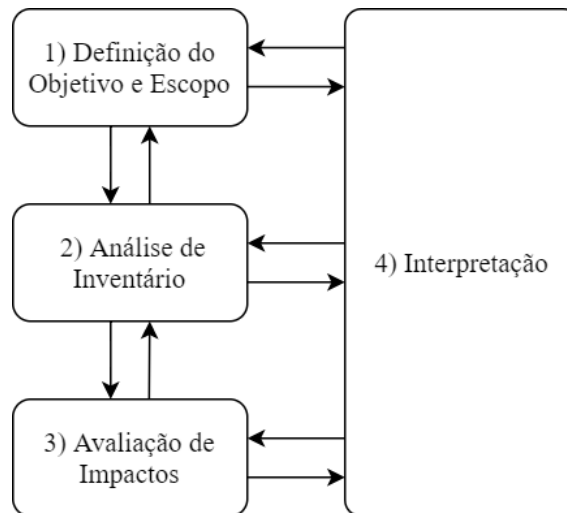 1) Definição do
Objetivo e Escopo
2) Análise de
Inventário
3) Avaliação de
Impactos
4) Interpretação